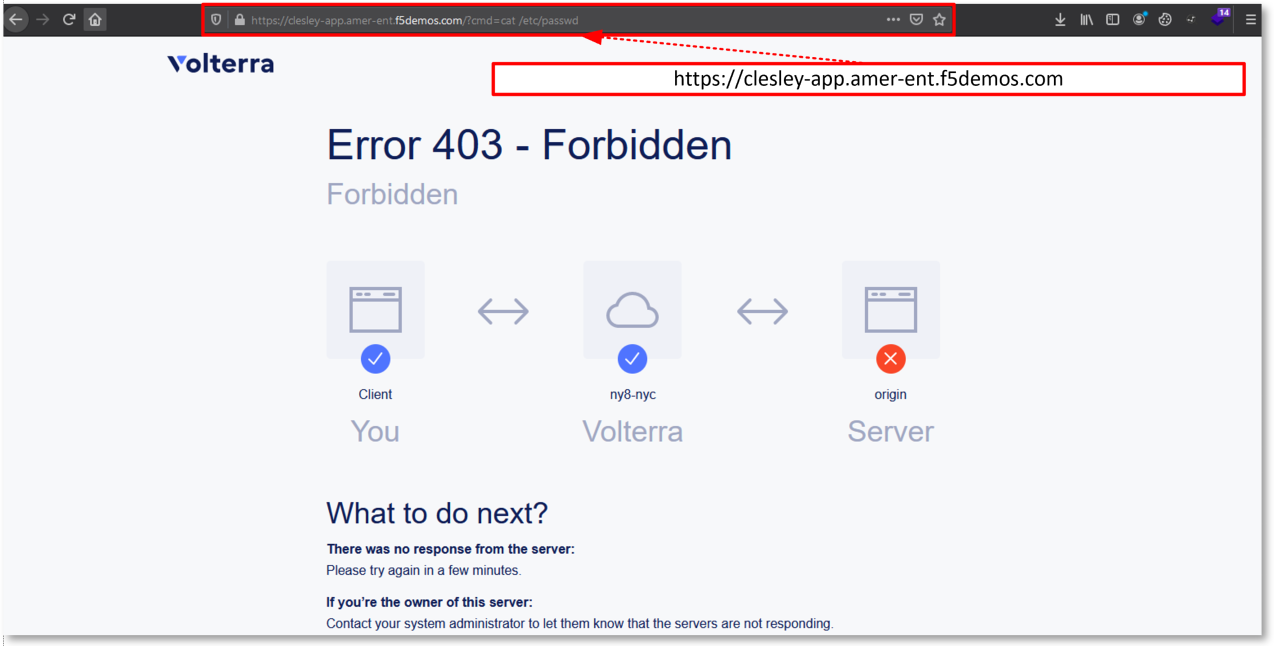 https://clesley-app.amer-ent.f5demos.com/?cmd=cat /etc/passwd
14
Volterra
https://clesley-app.amer-ent.f5demos.com
Error 403 - Forbidden
Forbidden
Client
ny8-nyc
origin
You
Volterra
Server
What to do next?
There was no response from the server:
Please try again in a few minutes.
If you're the owner of this server:
Contact your system administrator to let them know that the servers are not responding.